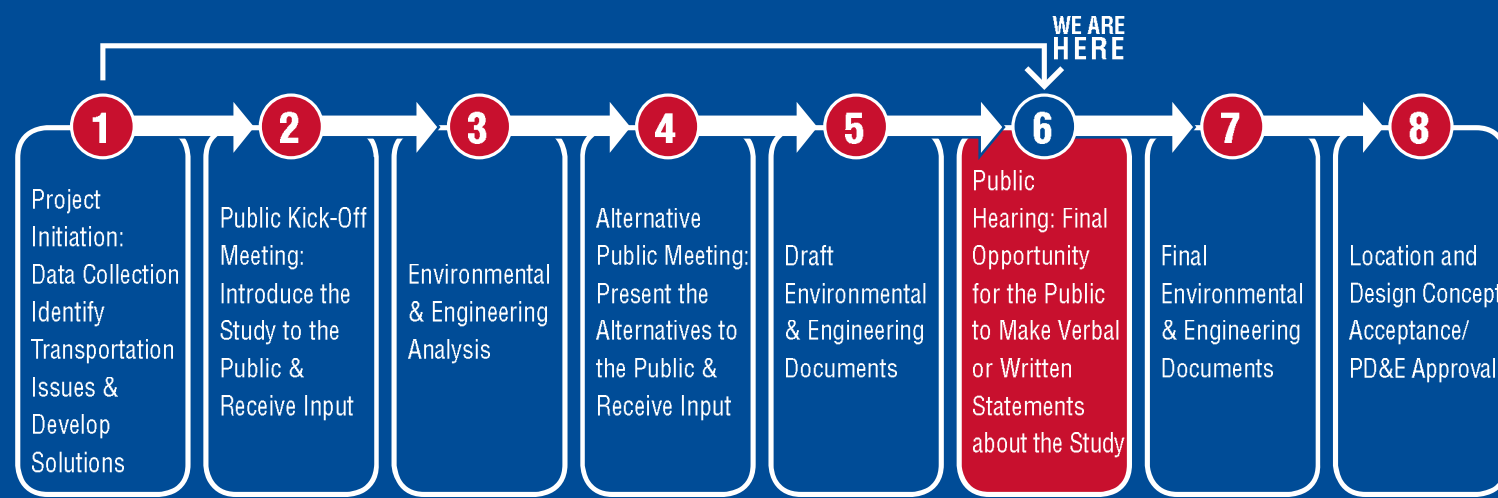 WE ARE
HERE
1
2
3
4
5
6
7
8
Project
Initiation:
Data Collection
Identify
Transportation
Issues &
Develop
Solutions
Public Kick-Off
Meeting:
Introduce the
Study to the
Public &
Receive Input
Environmental
& Engineering
Analysis
Alternative
Public Meeting:
Present the
Alternatives to
the Public &
Receive Input
Draft
Environmental
& Engineering
Documents
Public
Hearing: Final
Opportunity
for the Public
to Make Verbal
or Written
Statements
about the Study
Final
Environmental
& Engineering
Documents
Location and
Design Concept
Acceptance/
PD&E Approval